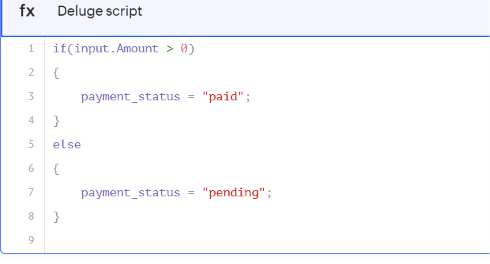 fx Deluge script
1 if(input.Amount > 0)
2 {
3 payment_status = "paid";
4 }
5 else
6 {
7 payment_status = "pending";
8 }
9